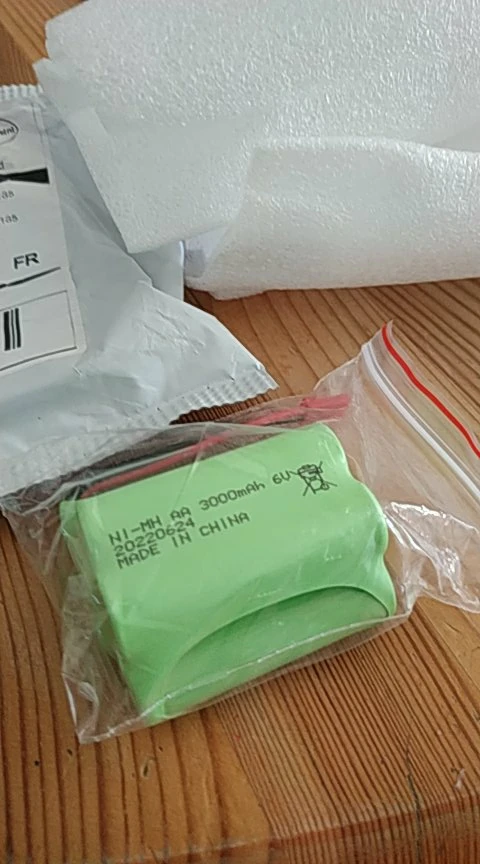 FR
NI-MH AA 3000mAh 6V
20220624
MADE IN CHINA